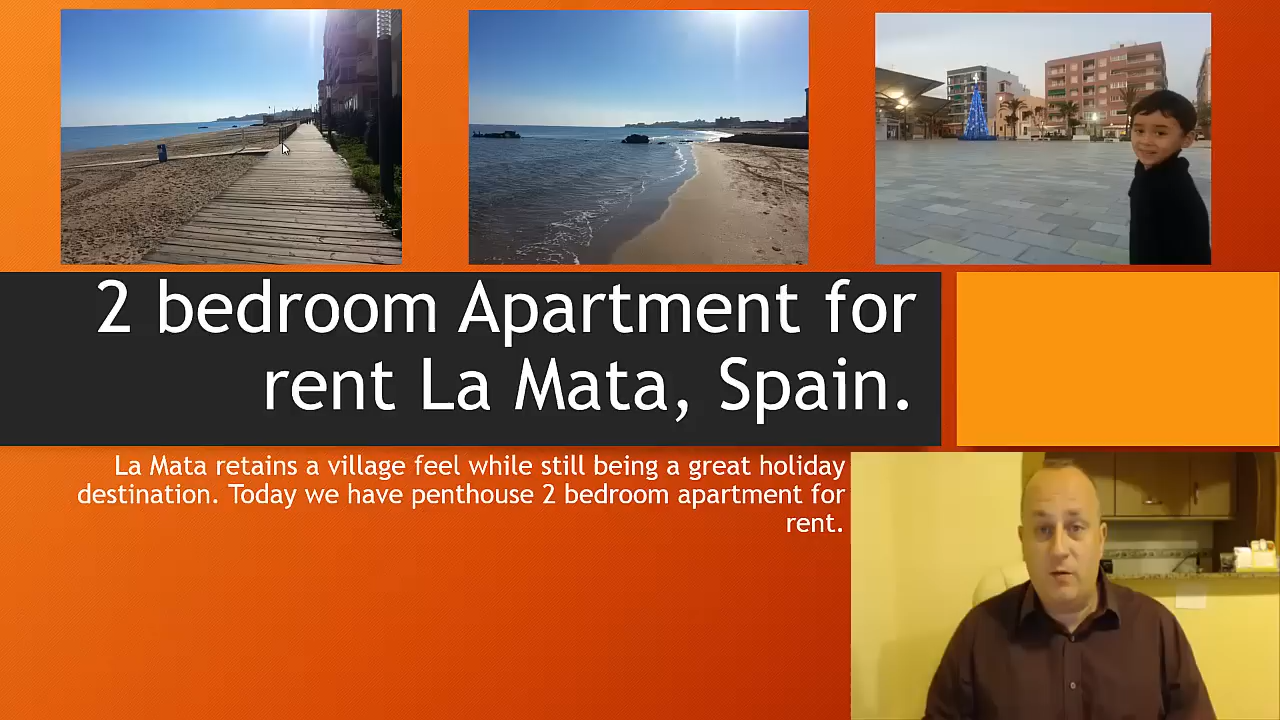 2 bedroom Apartment for
rent La Mata, Spain.
La Mata retains a village feel while still being a great holiday
destination. Today we have penthouse 2 bedroom apartment for
rent.